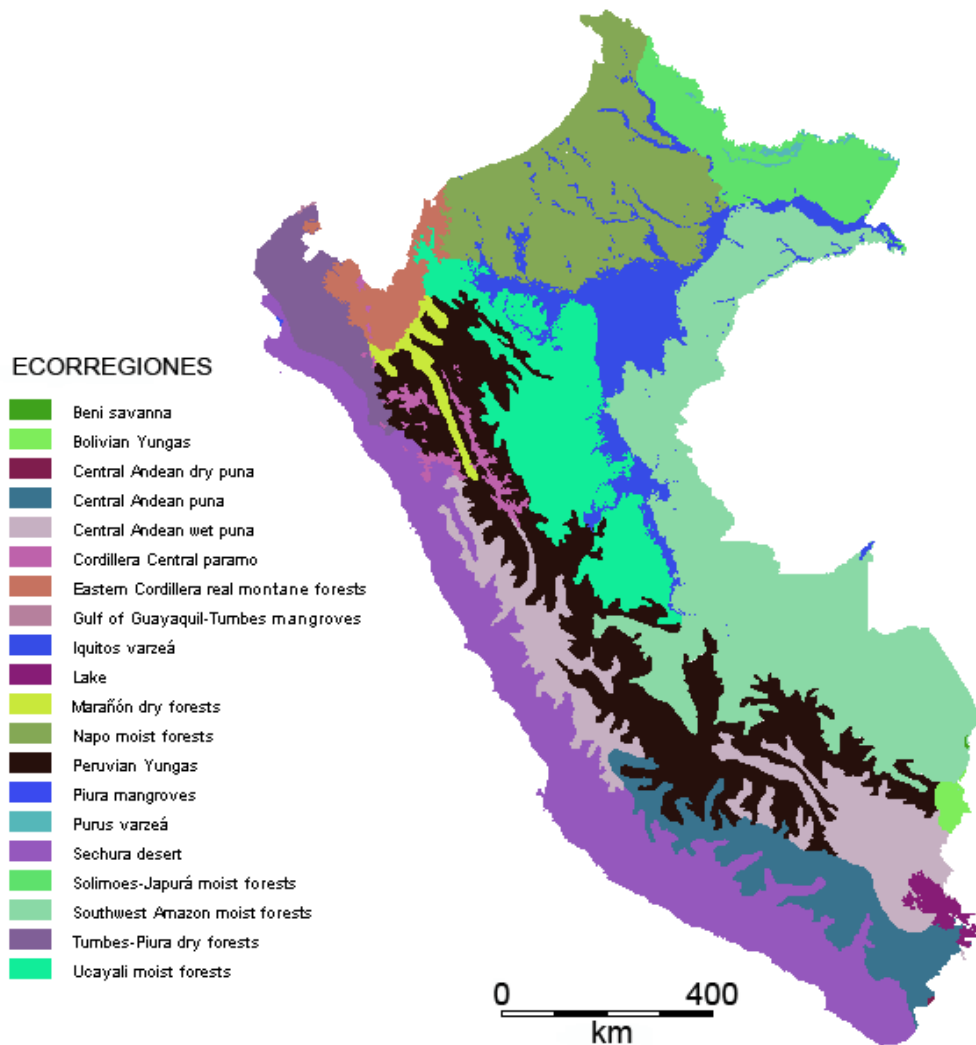 ECORREGIONES
Beni savanna
Bolivian Yungas
Central Andean dry puna
Central Andean puna
Central Andean wet puna
Cordillera Central paramo
Eastern Cordillera real montane forests
Gulf of Guayaquil-Tumbes mangroves
Iquitos varzeá
Lake
Marañón dry forests
Napo moist forests
Peruvian Yungas
Piura mangroves
Purus varzeá
Sechura desert
Solimoes-Japurá moist forests
Southwest Amazon moist forests
Tumbes-Piura dry forests
Ucayali moist forests
0 400
km